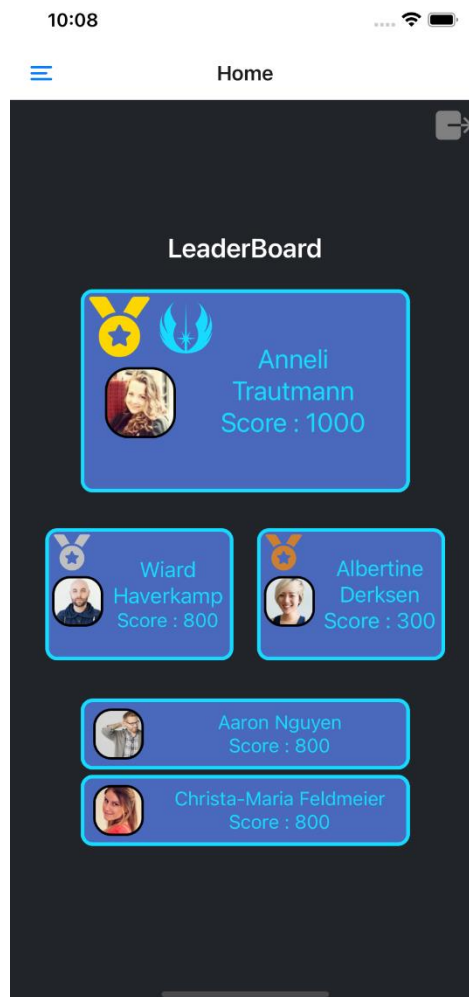 10:08
Home
LeaderBoard
Anneli
Trautmann
Score : 1000
Wiard
Haverkamp
Score : 800
Albertine
Derksen
Score : 300
Aaron Nguyen
Score : 800
Christa-Maria Feldmeier
Score : 800